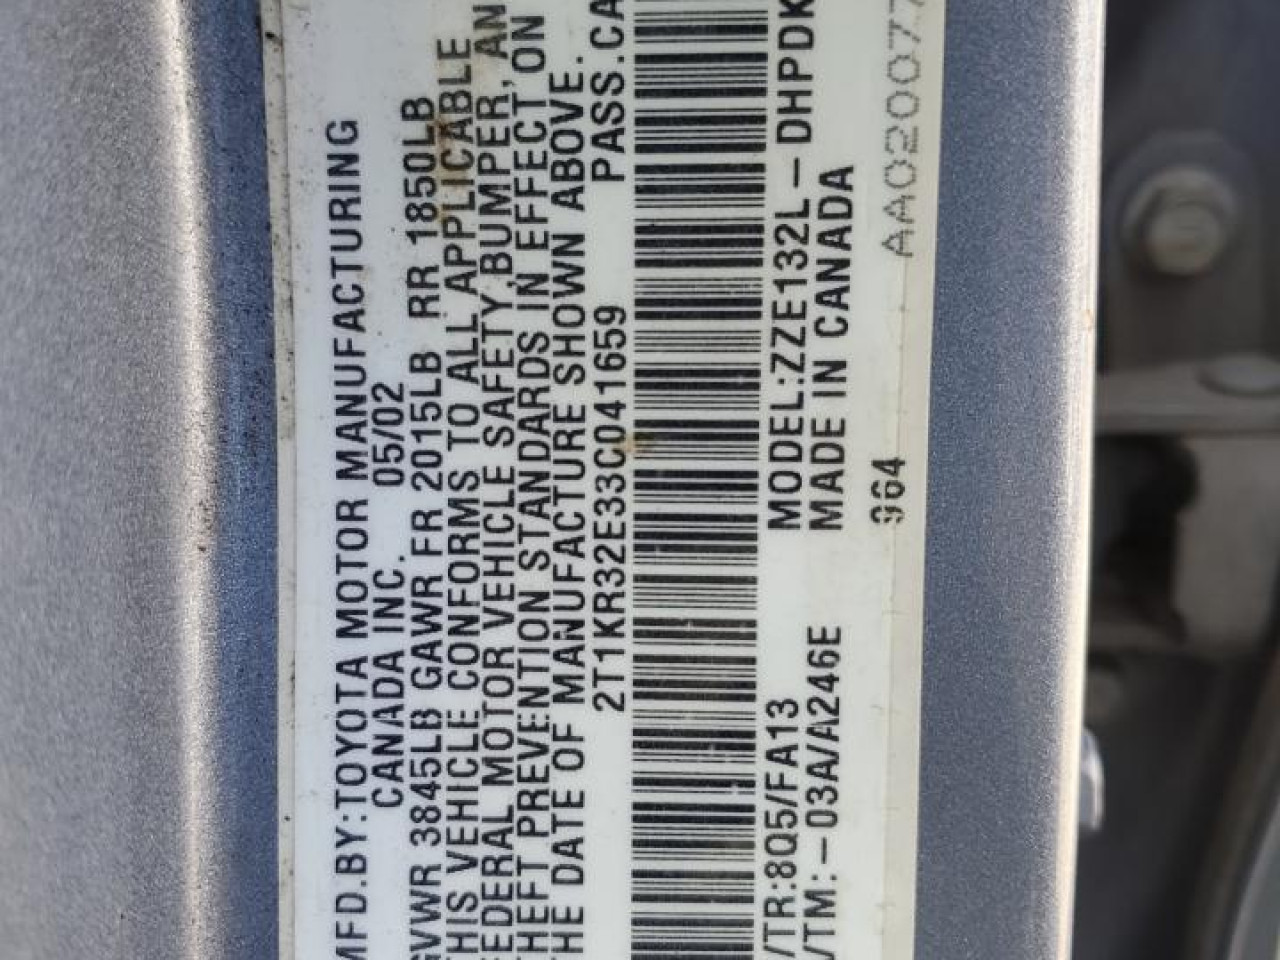 MFD.BY:TOYOTA MOTOR MANUFACTURING
CANADA INC. 05/02
GVWR 3845LB GAWR FR 2015LB RR 1850LB
THIS VEHICLE CONFORMS TO ALL APPLICABLE
FEDERAL MOTOR VEHICLE SAFETY,BUMPER, AN
THEFT PREVENTION STANDARDS IN EFFECT ON
THE DATE OF MANUFACTURE SHOWN ABOVE.
2T1KR32E33C041659 PASS.CA
/TR:8Q5/FA13 MODEL:ZZE132L-DHPDK
/TM:-03A/A246E MADE IN CANADA
964 AA020077